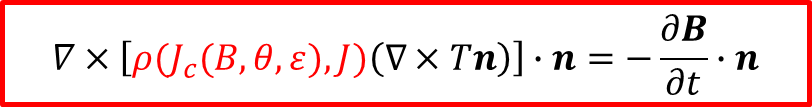 ∇ × [ρ(J_c(B, θ, ε), J)(∇ × T𝒏)] · 𝒏 = −∂𝑩/∂t · 𝒏